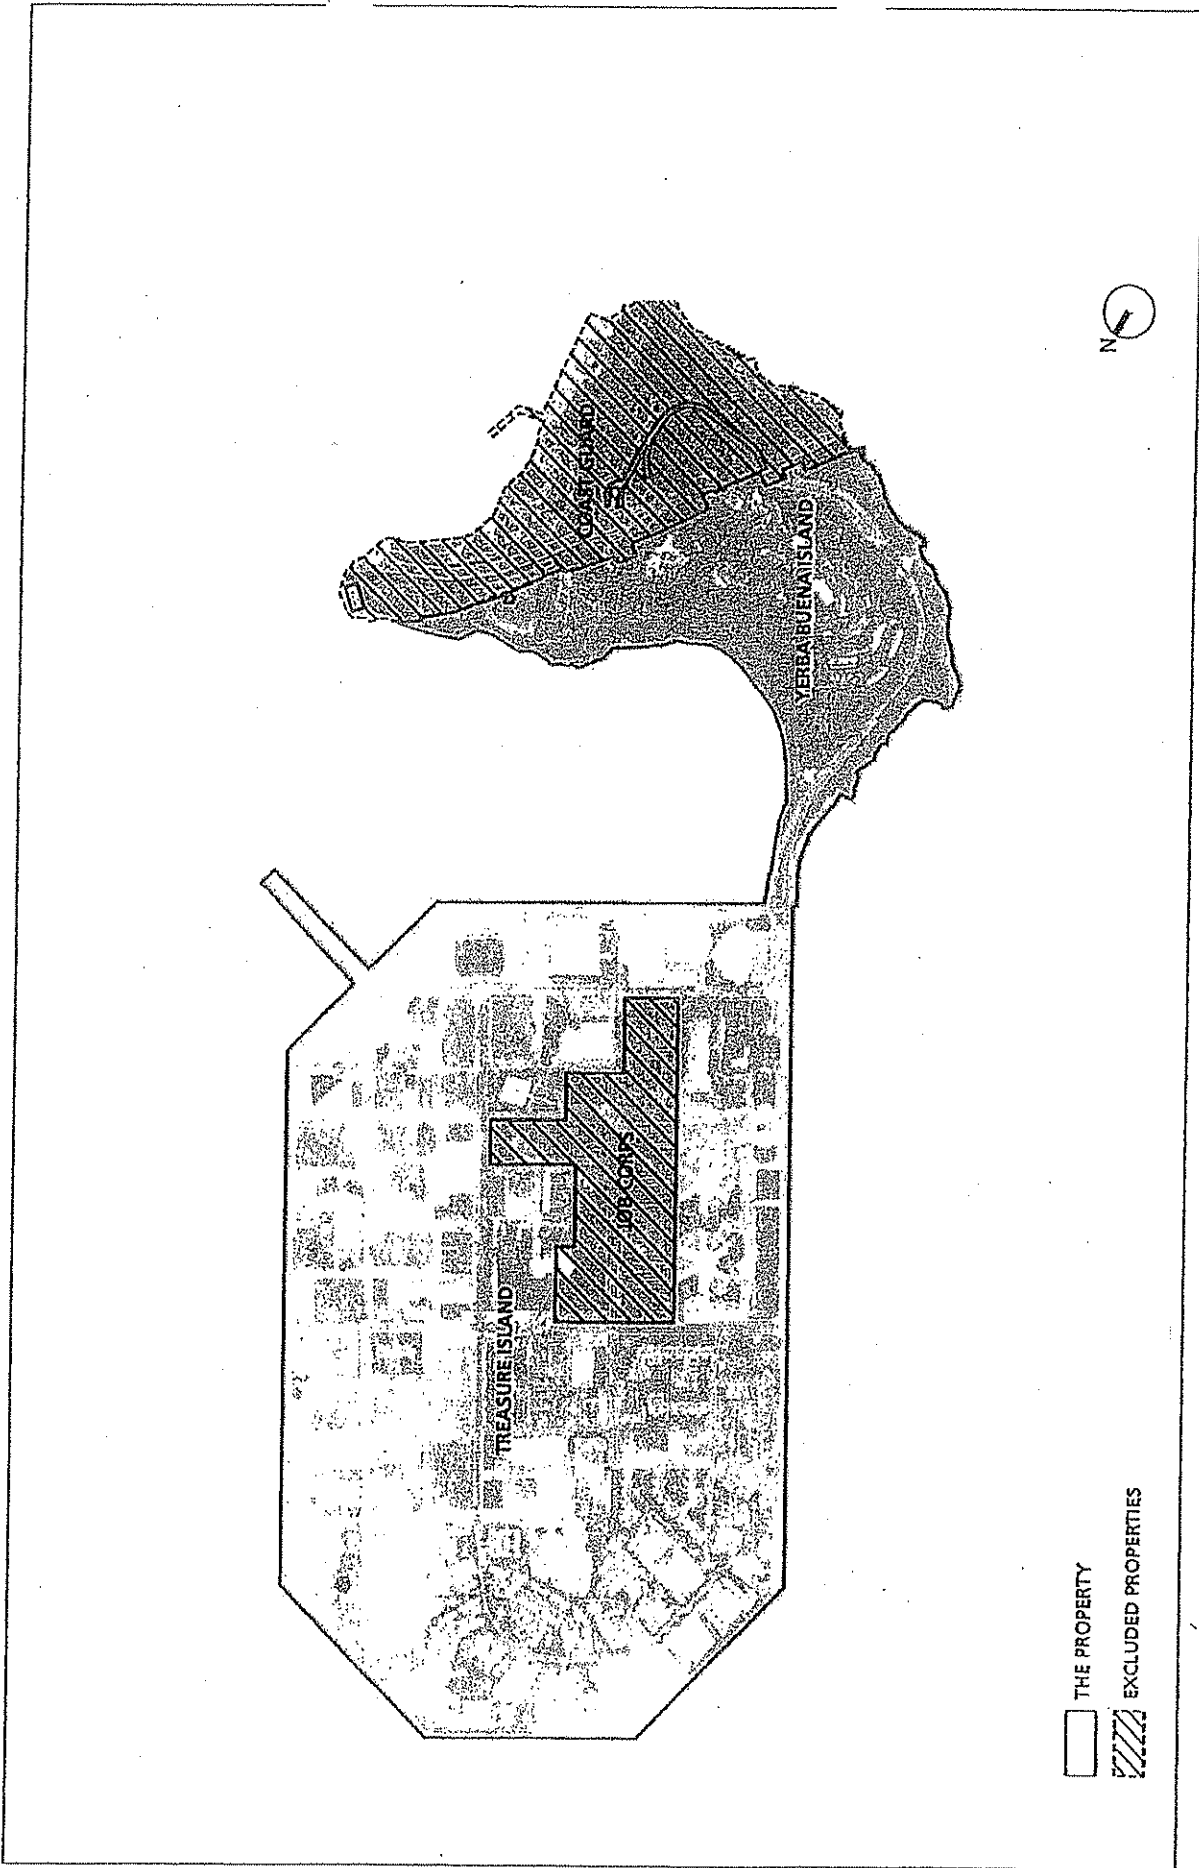 TREASURE ISLAND
JOB CORPS
COAST GUARD
YERBA BUENA ISLAND
THE PROPERTY
EXCLUDED PROPERTIES
N